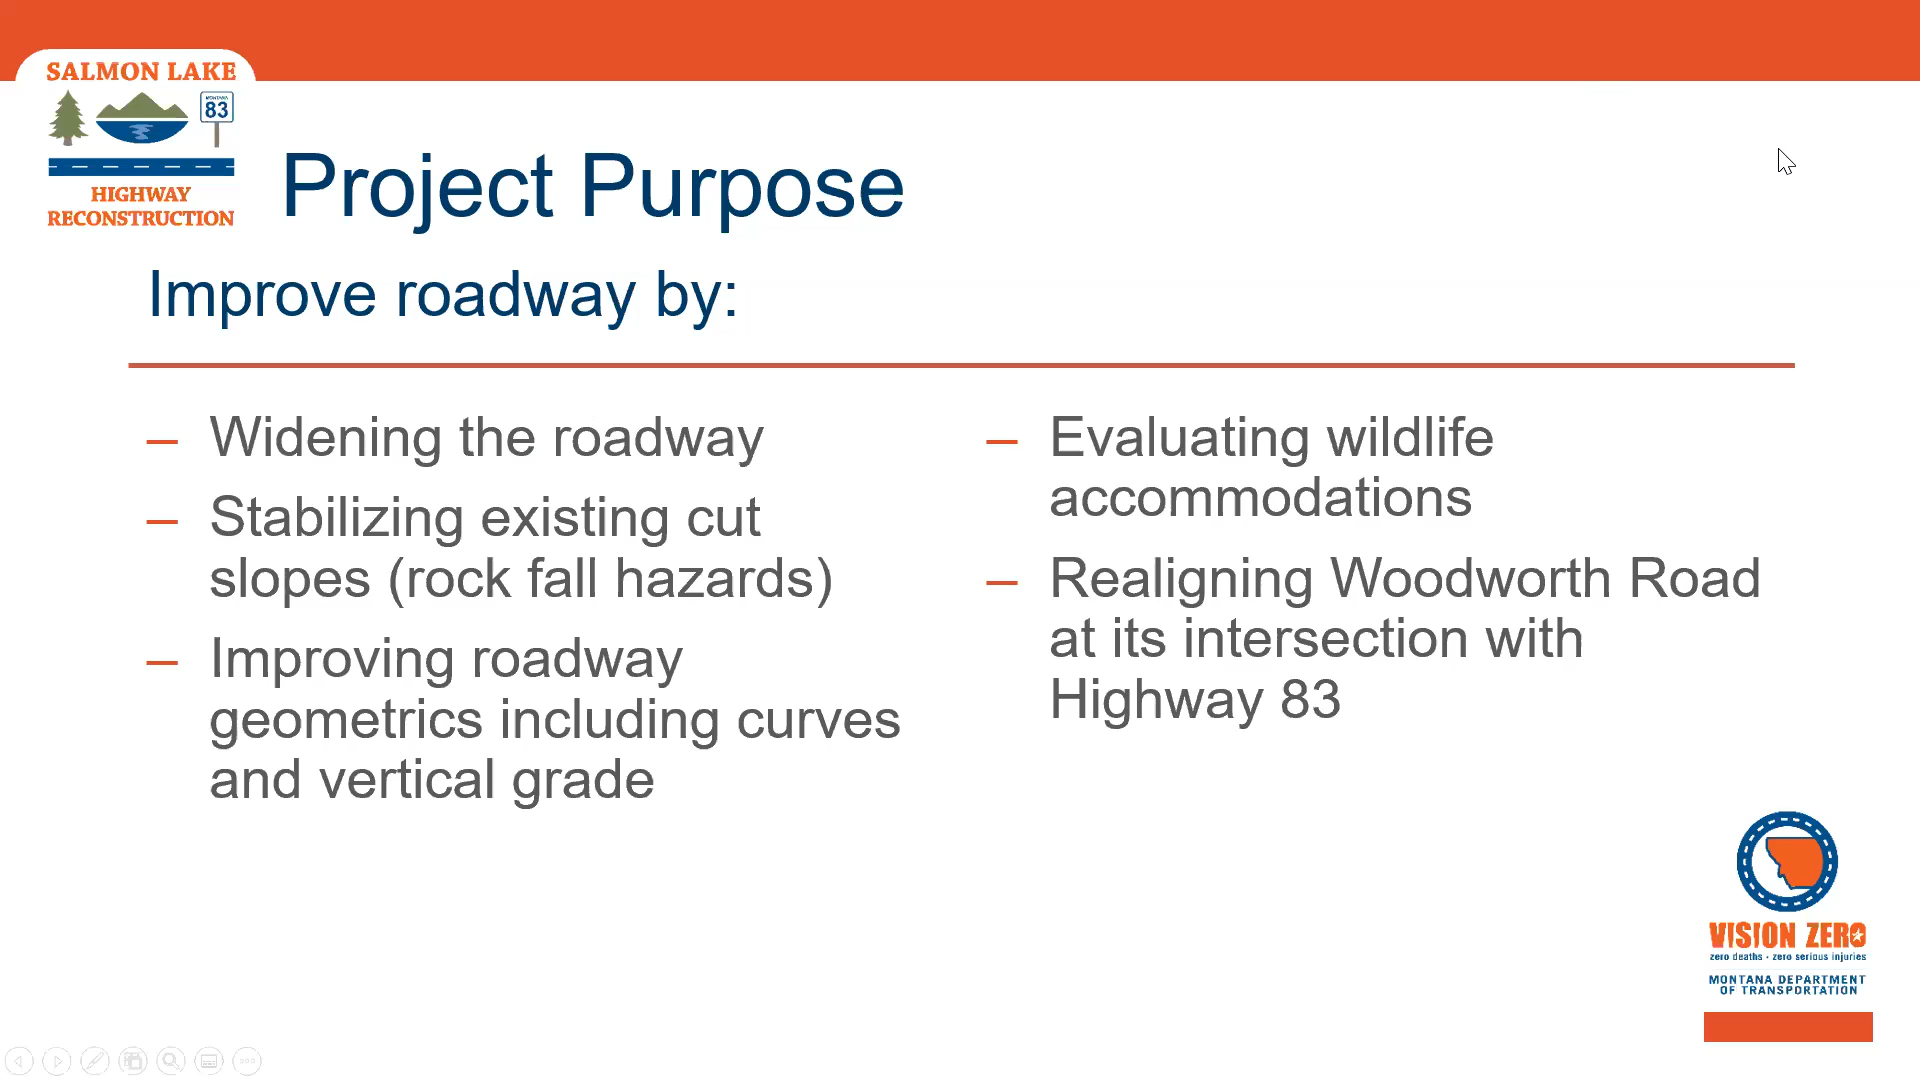 SALMON LAKE
MONTANA
83
HIGHWAY
RECONSTRUCTION
Project Purpose
Improve roadway by:
– Widening the roadway
– Stabilizing existing cut
slopes (rock fall hazards)
– Improving roadway
geometrics including curves
and vertical grade
– Evaluating wildlife
accommodations
– Realigning Woodworth Road
at its intersection with
Highway 83
VISION ZERO
zero deaths · zero serious injuries
MONTANA DEPARTMENT
OF TRANSPORTATION